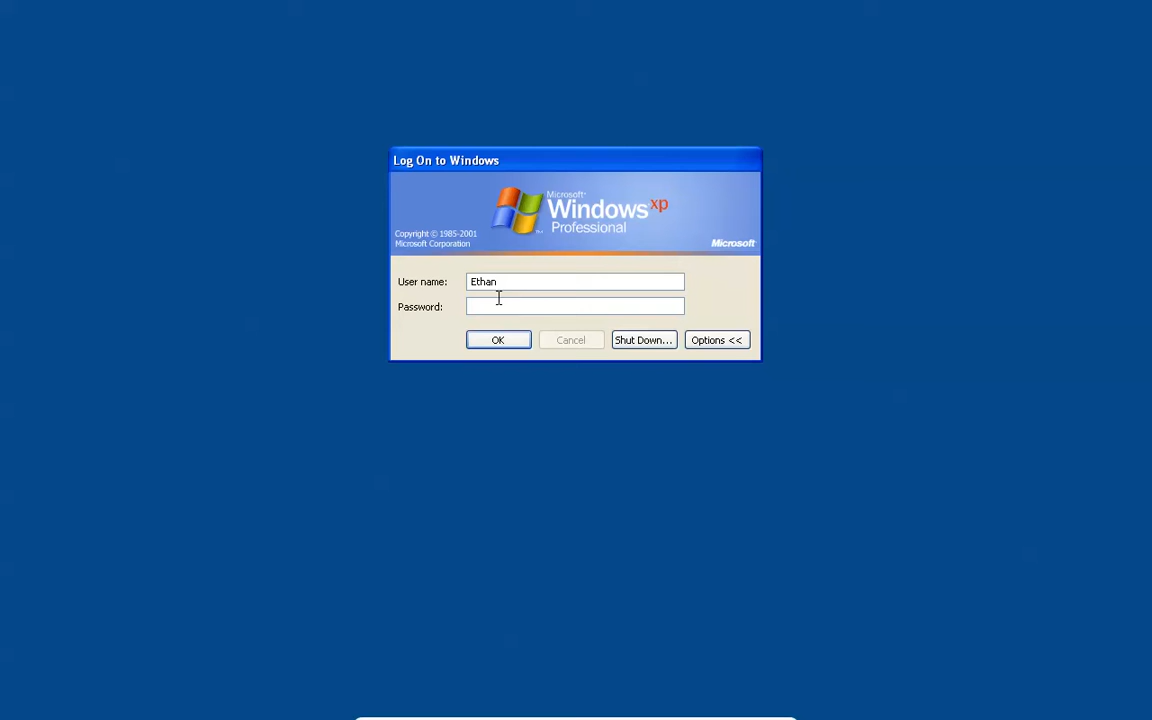 Log On to Windows
Microsoft®
Windows xp
Professional
Copyright © 1985-2001
Microsoft Corporation
Microsoft
User name: Ethan
Password:
OK Cancel Shut Down... Options <<